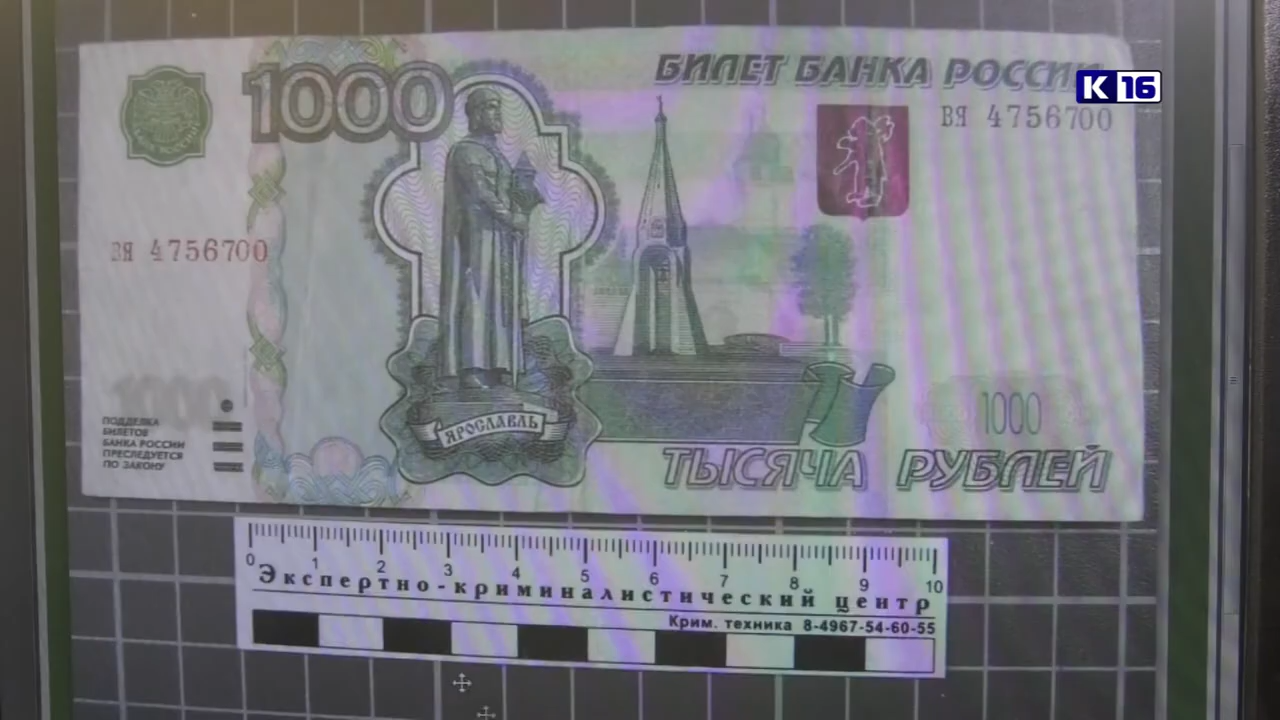 1000
БИЛЕТ БАНКА РОССИИ
К 16
ВЯ 4756700
ВЯ 4756700
ПОДДЕЛКА
БИЛЕТОВ
БАНКА РОССИИ
ПРЕСЛЕДУЕТСЯ
ПО ЗАКОНУ
ЯРОСЛАВЛЬ
1000
ТЫСЯЧА РУБЛЕЙ
0 1 2 3 4 5 6 7 8 9 10
Экспертно-криминалистический центр
Крим. техника 8-4967-54-60-55